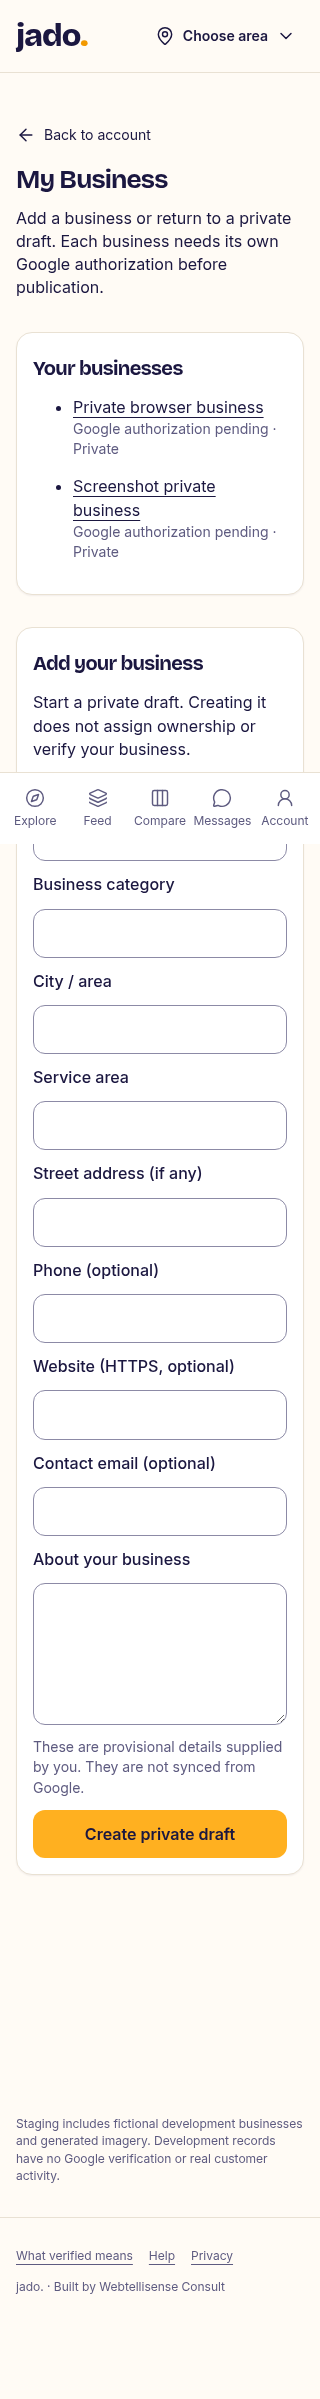 jado.
Choose area
Back to account
My Business
Add a business or return to a private
draft. Each business needs its own
Google authorization before
publication.
Your businesses
Private browser business
Google authorization pending ·
Private
Screenshot private
business
Google authorization pending ·
Private
Add your business
Start a private draft. Creating it
does not assign ownership or
verify your business.
Explore
Feed
Compare
Messages
Account
Business category
City / area
Service area
Street address (if any)
Phone (optional)
Website (HTTPS, optional)
Contact email (optional)
About your business
These are provisional details supplied
by you. They are not synced from
Google.
Create private draft
Staging includes fictional development businesses
and generated imagery. Development records
have no Google verification or real customer
activity.
What verified means
Help
Privacy
jado. · Built by Webtellisense Consult